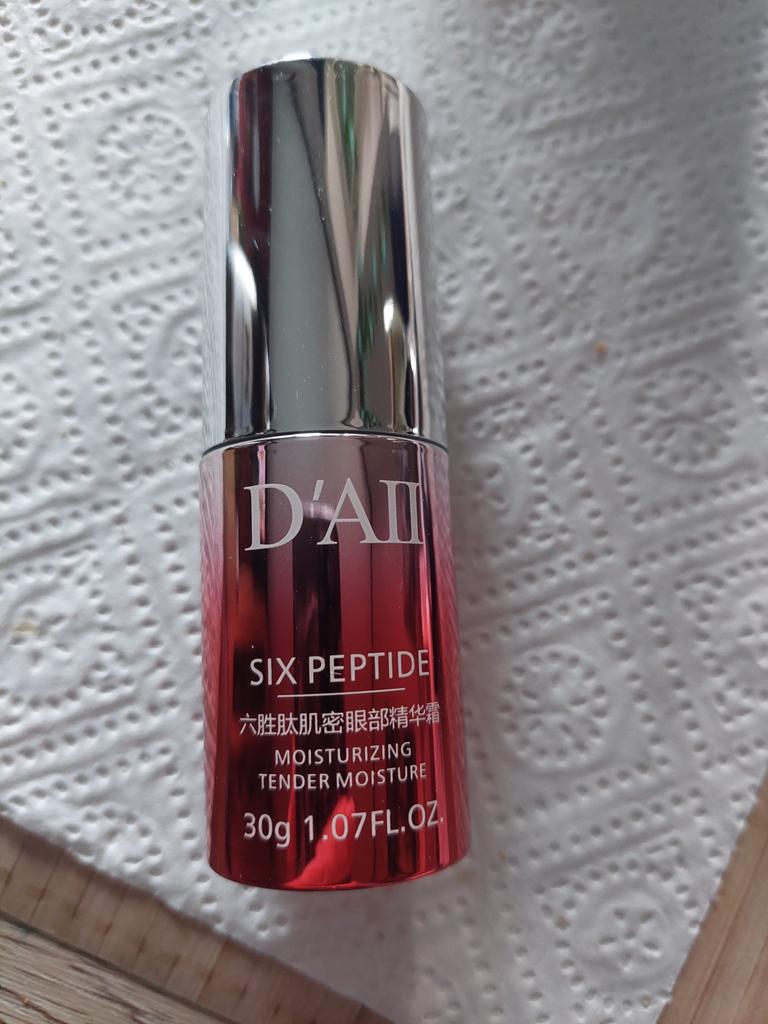 D'AII
SIX PEPTIDE
六胜肽肌密眼部精华霜
MOISTURIZING
TENDER MOISTURE
30g 1.07FL.OZ.